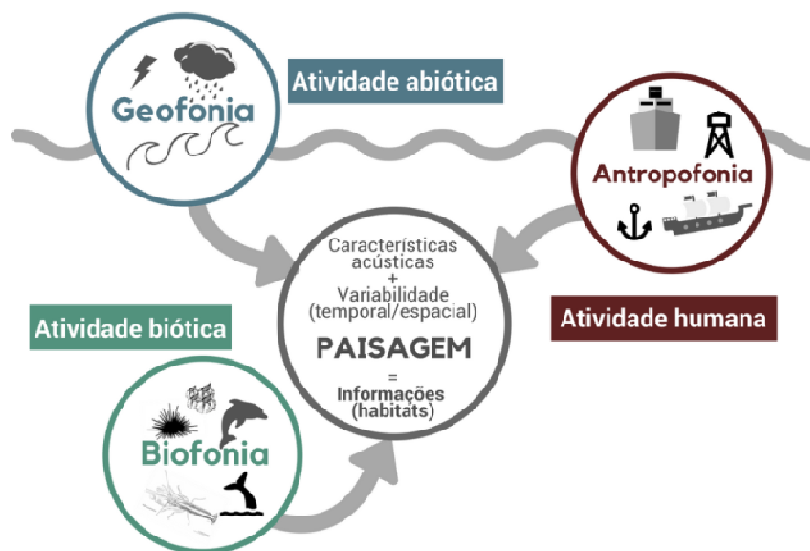 Atividade abiótica
Geofonia
Antropofonia
Características
acústicas
+
Variabilidade
(temporal/espacial)
PAISAGEM
=
Informações
(habitats)
Atividade humana
Atividade biótica
Biofonia